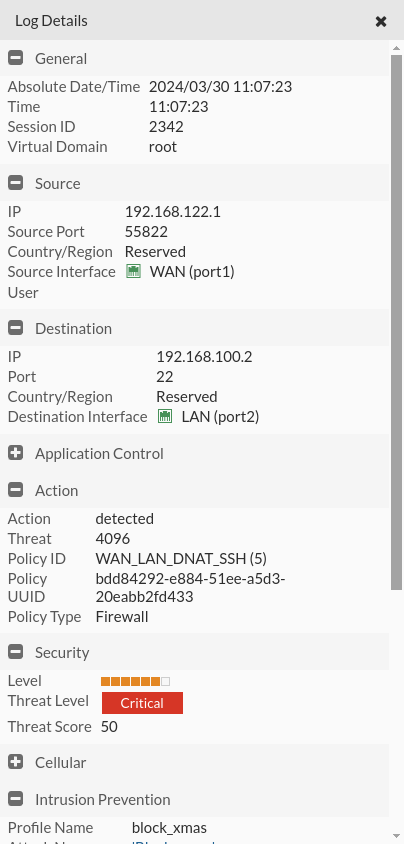 Log Details
General
Absolute Date/Time 2024/03/30 11:07:23
Time 11:07:23
Session ID 2342
Virtual Domain root
Source
IP 192.168.122.1
Source Port 55822
Country/Region Reserved
Source Interface WAN (port1)
User
Destination
IP 192.168.100.2
Port 22
Country/Region Reserved
Destination Interface LAN (port2)
Application Control
Action
Action detected
Threat 4096
Policy ID WAN_LAN_DNAT_SSH (5)
Policy bdd84292-e884-51ee-a5d3-
UUID 20eabb2fd433
Policy Type Firewall
Security
Level
Threat Level Critical
Threat Score 50
Cellular
Intrusion Prevention
Profile Name block_xmas